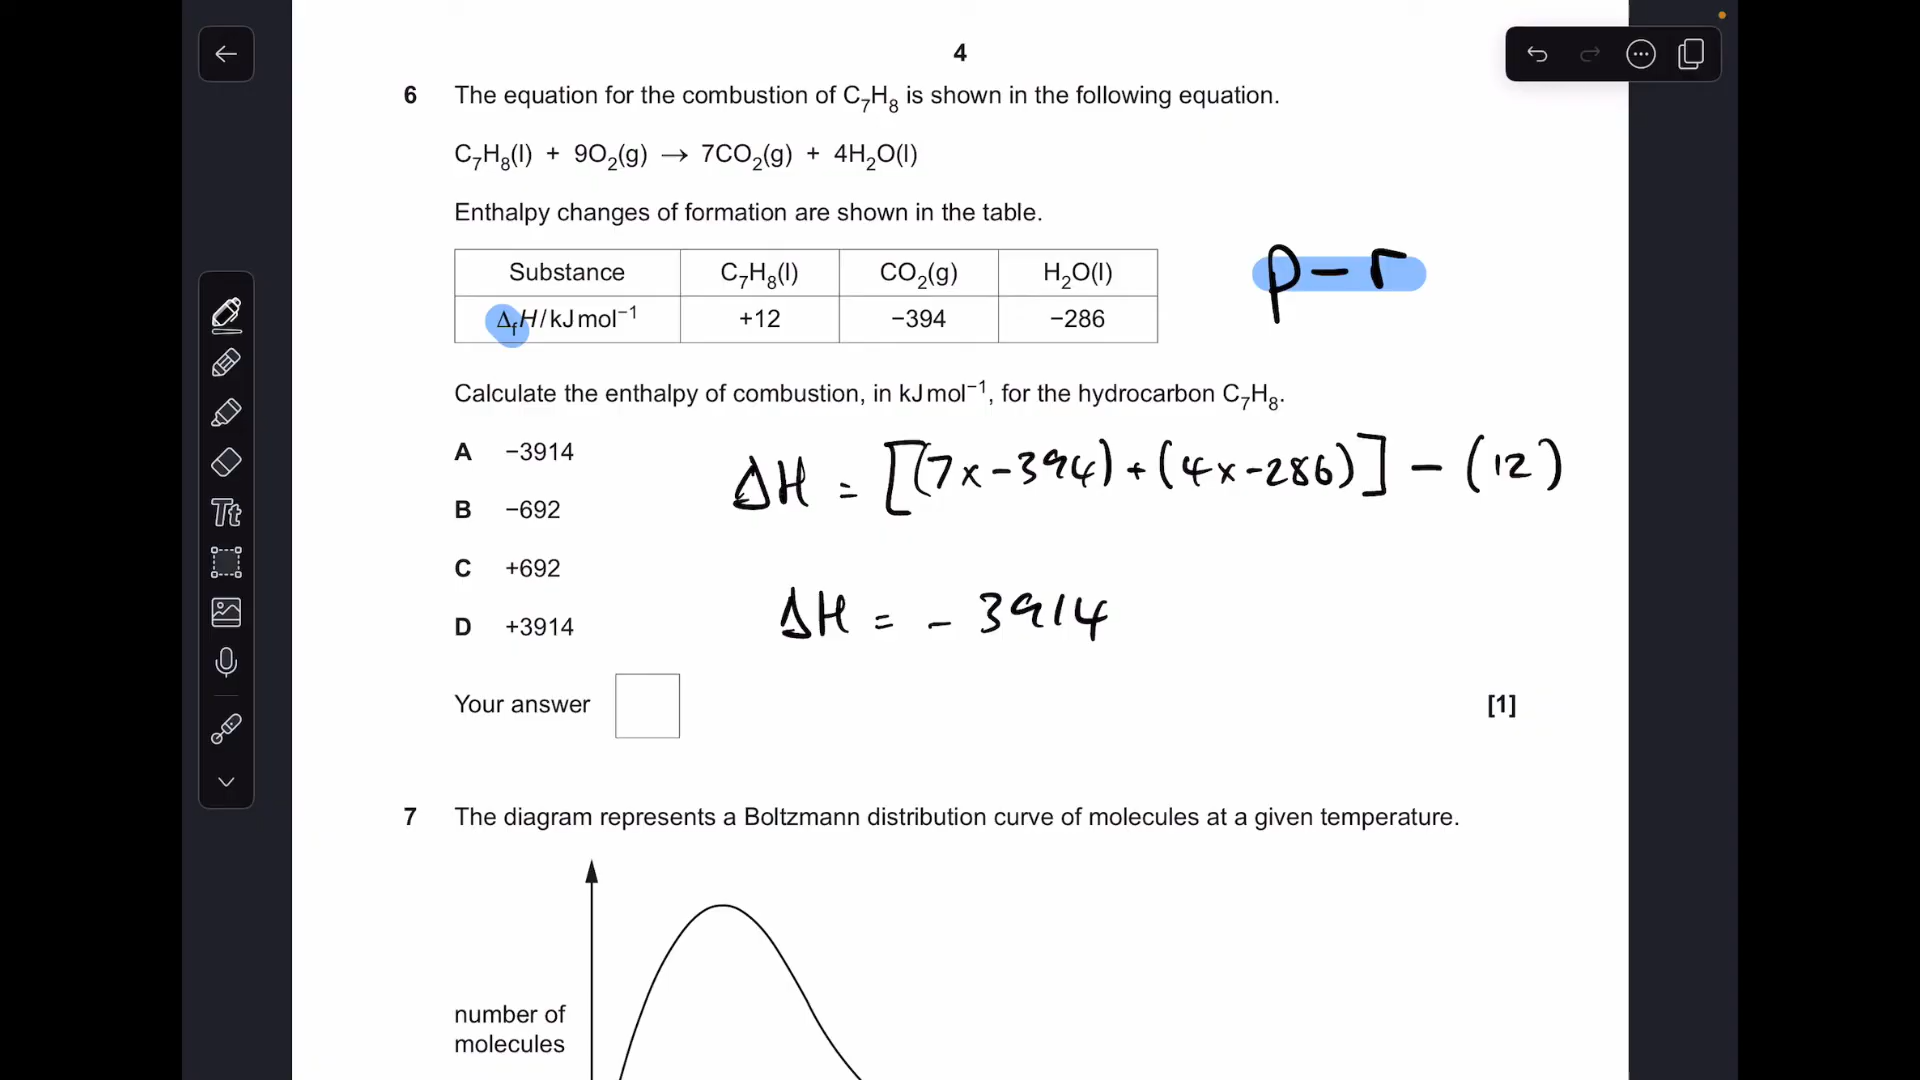 4
6 The equation for the combustion of C₇H₈ is shown in the following equation.
C₇H₈(l) + 9O₂(g) → 7CO₂(g) + 4H₂O(l)
Enthalpy changes of formation are shown in the table.
Substance C₇H₈(l) CO₂(g) H₂O(l)
ΔfH/kJ mol⁻¹ +12 −394 −286
p − r
Calculate the enthalpy of combustion, in kJ mol⁻¹, for the hydrocarbon C₇H₈.
A −3914
B −692
C +692
D +3914
ΔH = [(7x−394) + (4x−286)] − (12)
ΔH = − 3914
Your answer [1]
7 The diagram represents a Boltzmann distribution curve of molecules at a given temperature.
number of
molecules
Tt